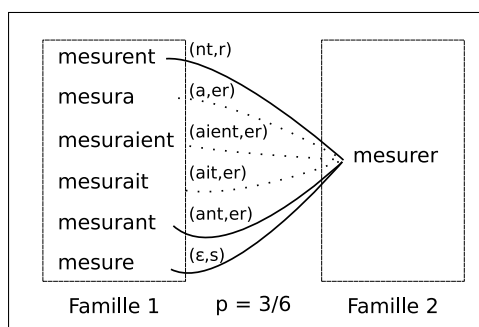 mesurent (nt,r)
mesura (a,er)
mesuraient (aient,er)
mesurer
mesurait (ait,er)
mesurant (ant,er)
mesure (ε,s)
Famille 1 p = 3/6 Famille 2